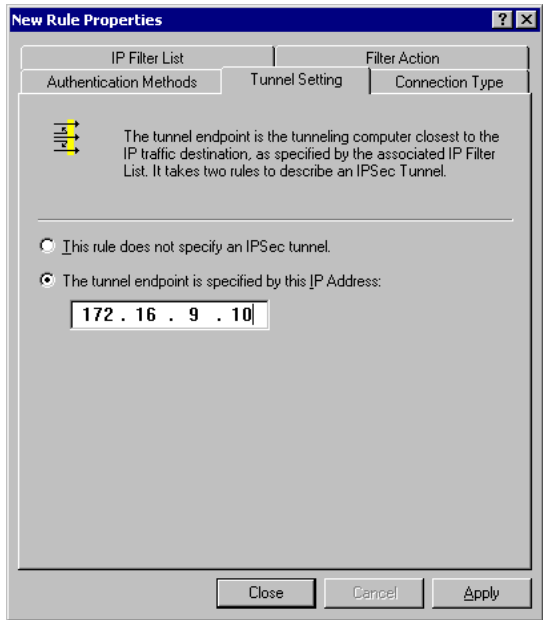 New Rule Properties
IP Filter List
Filter Action
Authentication Methods
Tunnel Setting
Connection Type
The tunnel endpoint is the tunneling computer closest to the
IP traffic destination, as specified by the associated IP Filter
List. It takes two rules to describe an IPSec Tunnel.
This rule does not specify an IPSec tunnel.
The tunnel endpoint is specified by this IP Address:
172 . 16 . 9 . 10
Close
Cancel
Apply